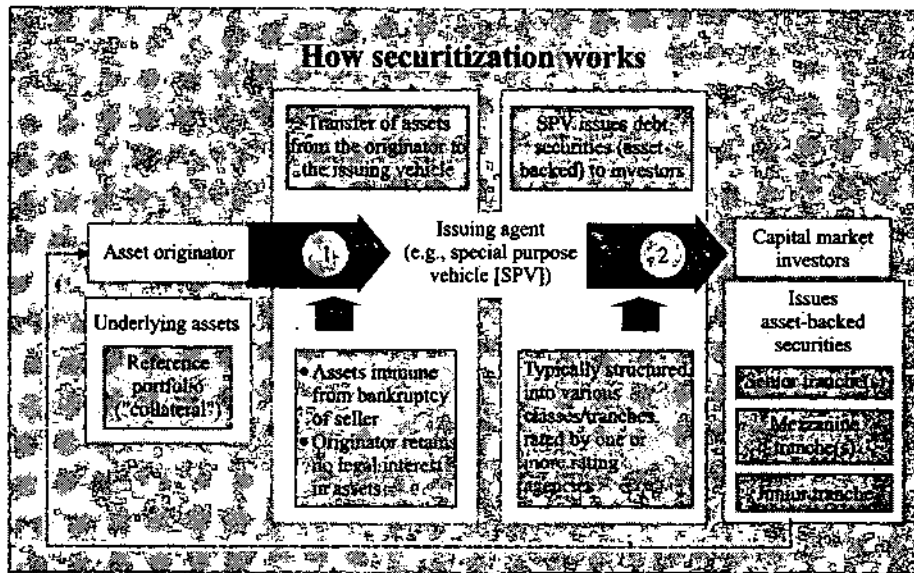 How securitization works
Transfer of assets
from the originator to
the issuing vehicle
SPV issues debt
securities (asset
backed) to investors
Asset originator
1
Issuing agent
(e.g., special purpose
vehicle [SPV])
2
Capital market
investors
Underlying assets
Reference
portfolio
("collateral")
• Assets immune
from bankruptcy
of seller
• Originator retains
no legal interest
in assets
Typically structured
into various
classes/tranches,
rated by one or
more rating
agencies
Issues
asset-backed
securities
Senior tranche(s)
Mezzanine
tranche(s)
Junior tranche